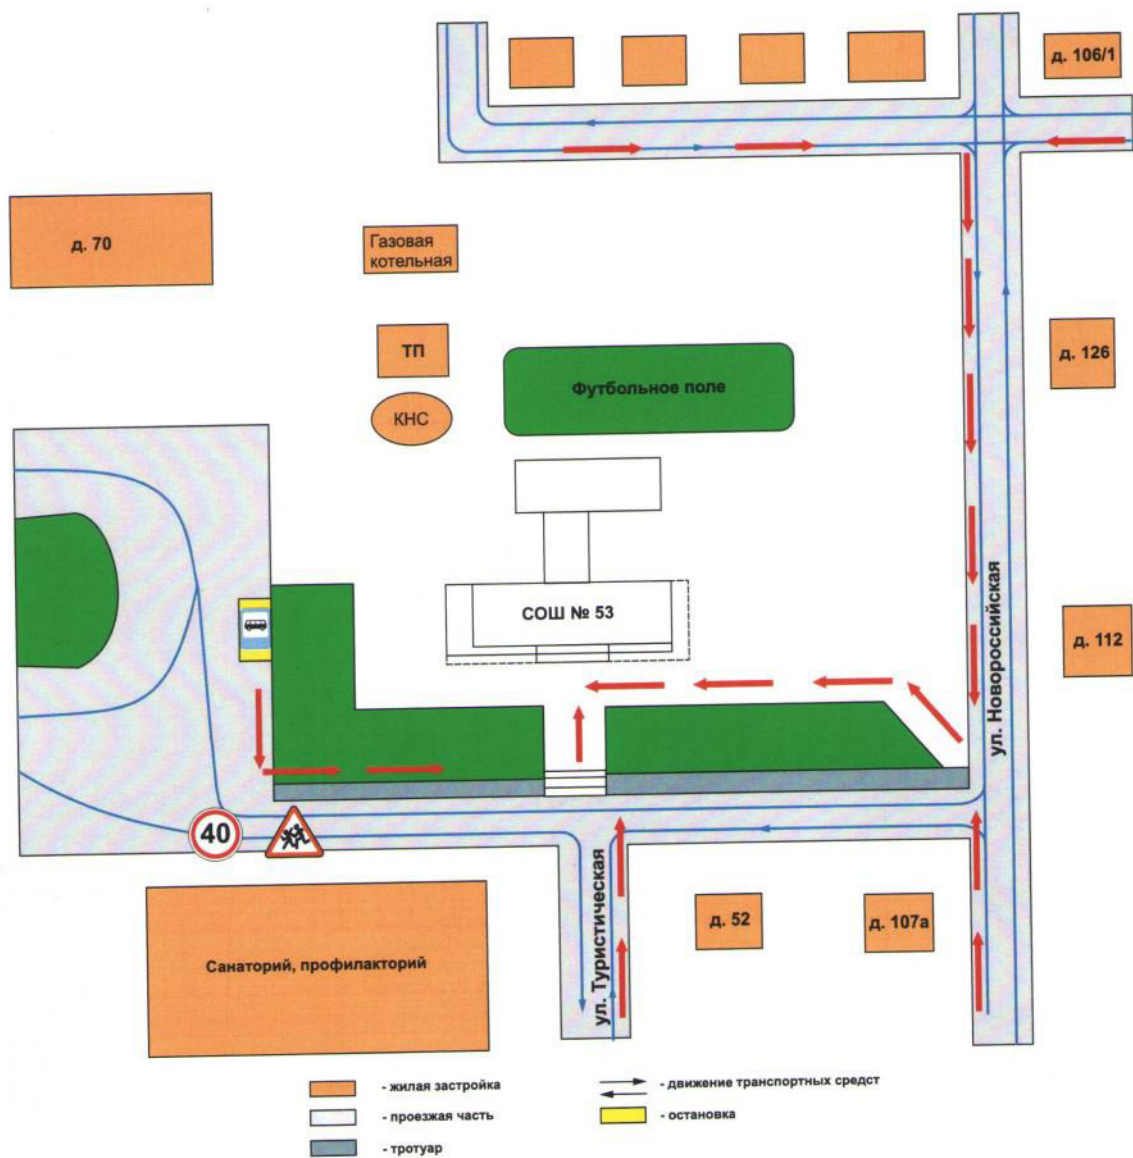 д. 106/1
д. 70
Газовая
котельная
ТП
д. 126
Футбольное поле
КНС
ул. Новороссийская
СОШ № 53
д. 112
40
ул. Туристическая
д. 52
д. 107а
Санаторий, профилакторий
- жилая застройка
- движение транспортных средст
- проезжая часть
- остановка
- тротуар